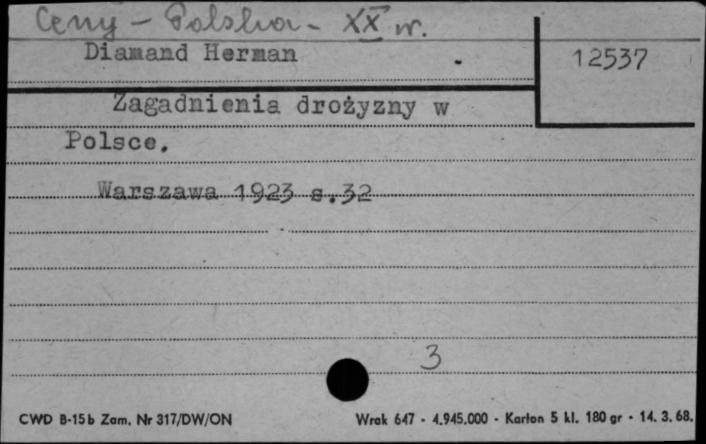 Ceny - Polska - XX w.
Diamand Herman
12537
Zagadnienia drożyzny w
Polsce.
Warszawa 1923 s.32
3
CWD B-15b Zam. Nr 317/DW/ON Wrak 647 - 4.945.000 - Karton 5 kl. 180 gr - 14.3.68.